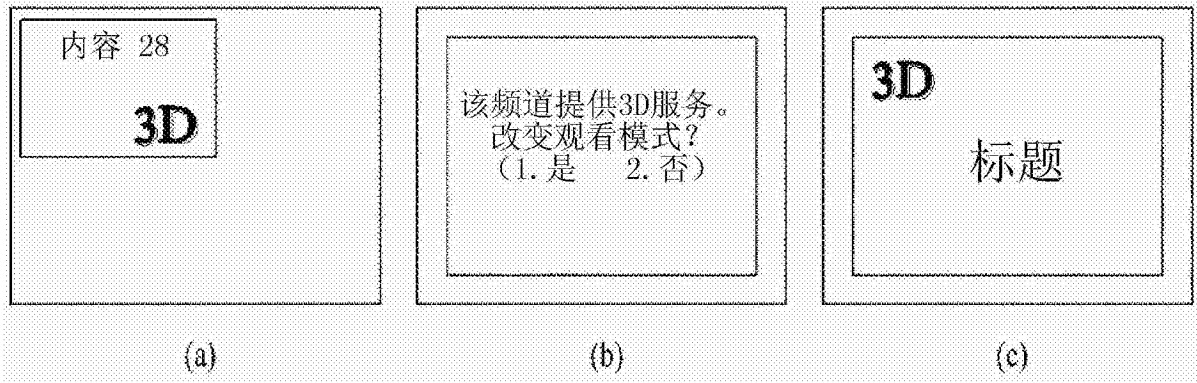 内容 28
3D
(a)
该频道提供3D服务。
改变观看模式?
(1.是 2.否)
(b)
3D
标题
(c)